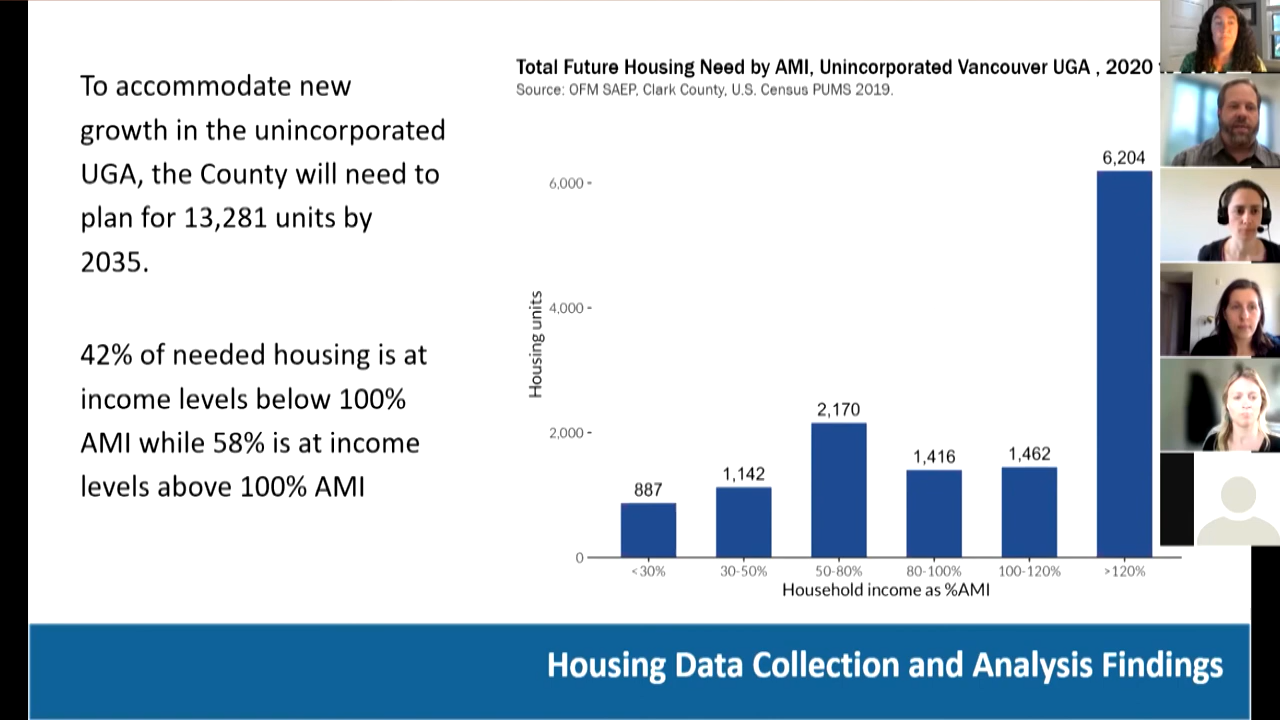 To accommodate new
growth in the unincorporated
UGA, the County will need to
plan for 13,281 units by
2035.
42% of needed housing is at
income levels below 100%
AMI while 58% is at income
levels above 100% AMI
Total Future Housing Need by AMI, Unincorporated Vancouver UGA , 2020
Source: OFM SAEP, Clark County, U.S. Census PUMS 2019.
Housing units
6,000
4,000
2,000
0
887
1,142
2,170
1,416
1,462
6,204
<30%
30-50%
50-80%
80-100%
100-120%
>120%
Household income as %AMI
Housing Data Collection and Analysis Findings